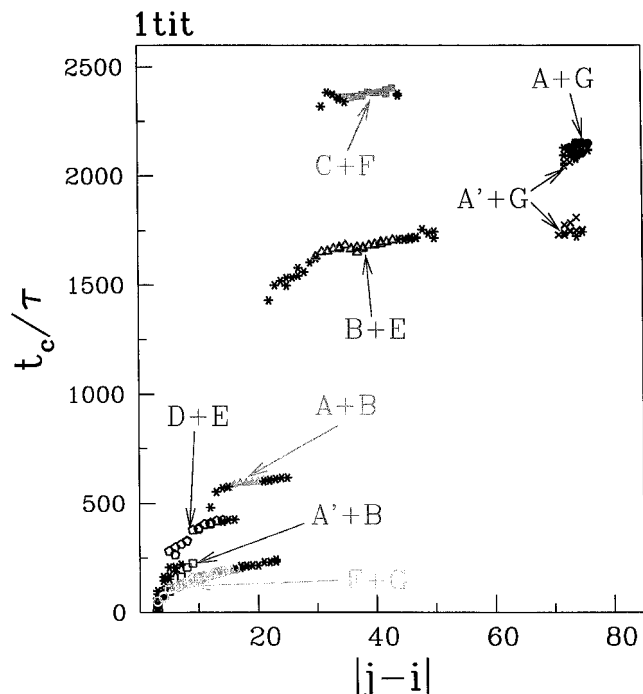 1tit
2500
2000
1500
1000
500
0
t_c/τ
A+G
C+F
A'+G
B+E
A+B
D+E
A'+B
F+G
20
40
60
80
|j−i|